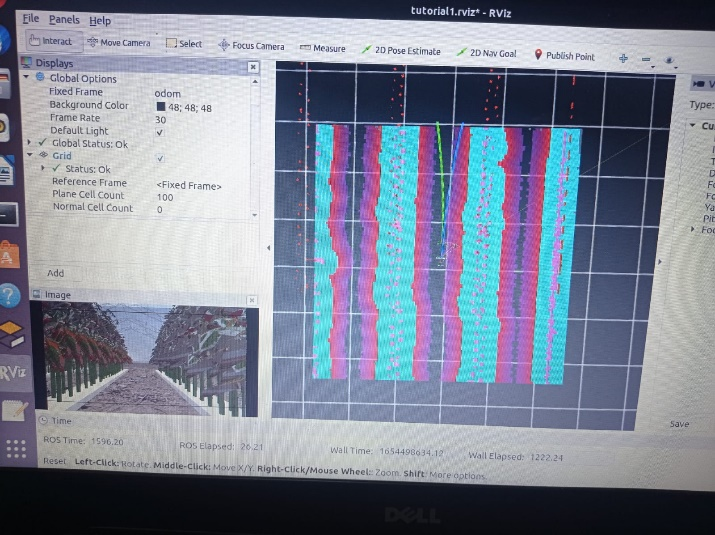 tutorial1.rviz* - RViz
File Panels Help
Interact Move Camera Select Focus Camera Measure 2D Pose Estimate 2D Nav Goal Publish Point
Displays
Global Options
Fixed Frame odom
Background Color 48; 48; 48
Frame Rate 30
Default Light ✓
Global Status: Ok
Grid ✓
Status: Ok
Reference Frame <Fixed Frame>
Plane Cell Count 100
Normal Cell Count 0
Add
Image
Time
ROS Time: 1596.20 ROS Elapsed: 26.21 Wall Time: Wall Elapsed: 1222.24
Reset Left-Click: Rotate. Middle-Click: Move X/Y. Right-Click/Mouse Wheel: Zoom. Shift: More options.
Type:
Save
RViz
DELL